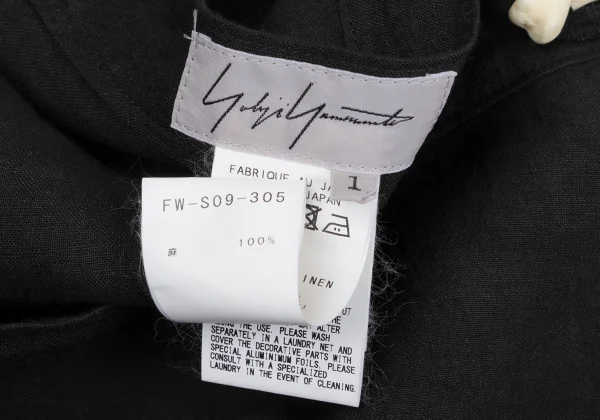 Yohji Yamamoto
1
FABRIQUE AU JA
JAPAN
FW-S09-305
麻 100%
INEN
OUT
THE USE. PLEASE WASH
SEPARATELY IN A LAUNDRY NET AND
COVER THE DECORATIVE PARTS WITH
SPECIAL ALUMINIUM FOILS. PLEASE
CONSULT WITH A SPECIALIZED
LAUNDRY IN THE EVENT OF CLEANING.